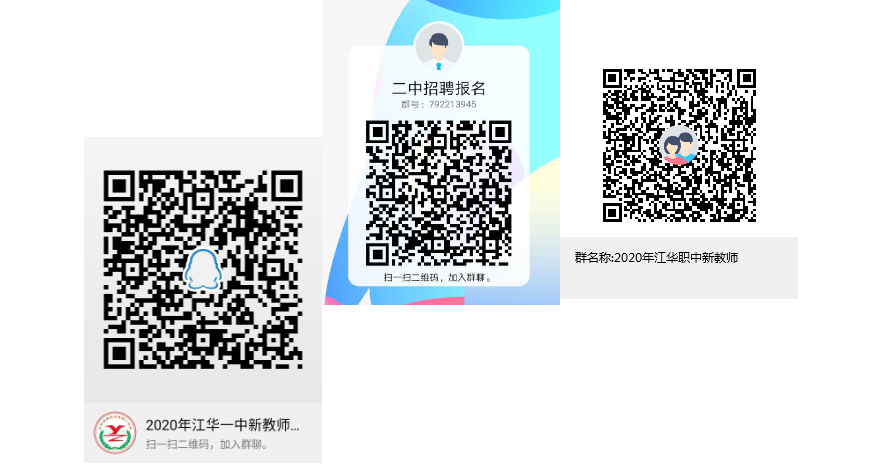 2020年江华一中新教师...
扫一扫二维码，加入群聊。
二中招聘报名
群号：792213945
扫一扫二维码，加入群聊。
群名称:2020年江华职中新教师